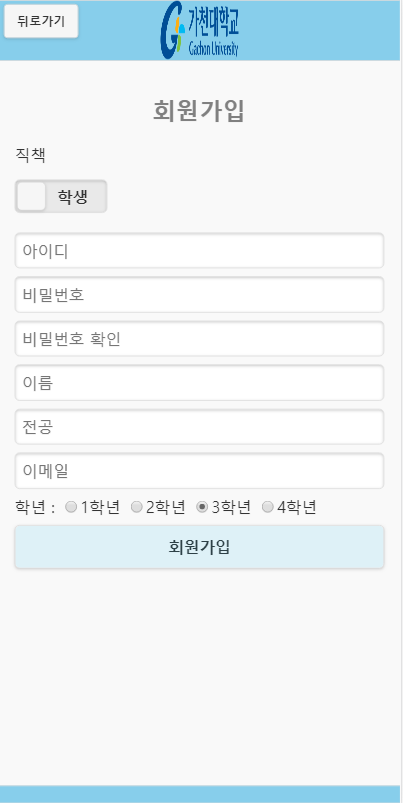 뒤로가기
가천대학교
Gachon University
회원가입
직책
학생
아이디
비밀번호
비밀번호 확인
이름
전공
이메일
학년 : 1학년 2학년 3학년 4학년
회원가입